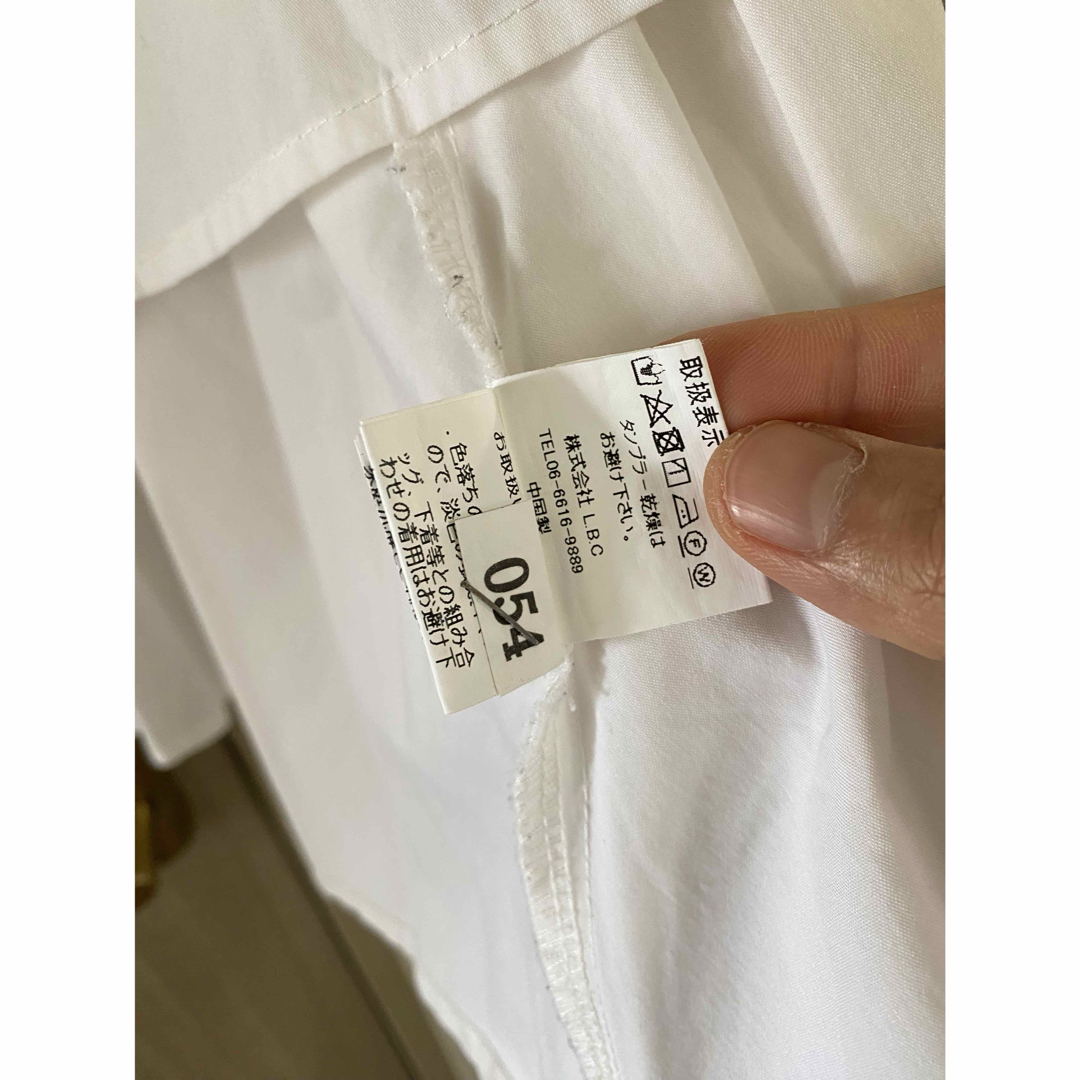 取扱表示
F
W
タンブラー乾燥は
お避け下さい。
株式会社 L.B.C
TEL06-6616-9889
中国製
お取扱い
・色落ち
ので、淡
ッグ、下着等との組み合
わせの着用はお避け下
054